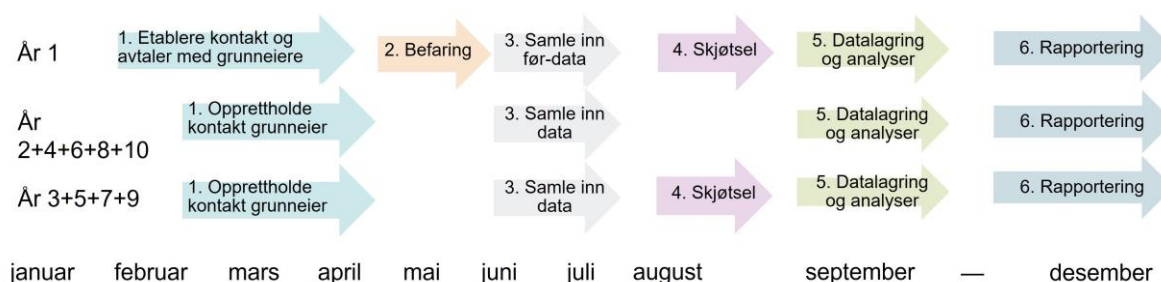 År 1
1. Etablere kontakt og
avtaler med grunneiere
2. Befaring
3. Samle inn
før-data
4. Skjøtsel
5. Datalagring
og analyser
6. Rapportering
År
2+4+6+8+10
1. Opprettholde
kontakt grunneier
3. Samle inn
data
5. Datalagring
og analyser
6. Rapportering
År 3+5+7+9
1. Opprettholde
kontakt grunneier
3. Samle inn
data
4. Skjøtsel
5. Datalagring
og analyser
6. Rapportering
januar februar mars april mai juni juli august september — desember